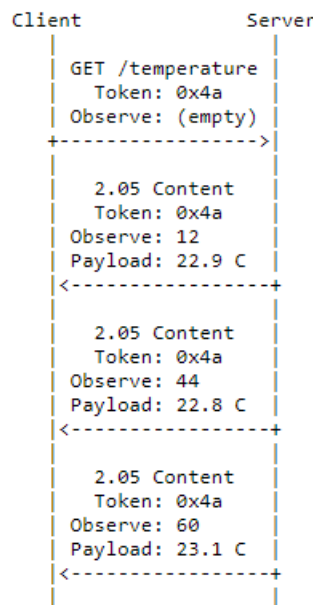 Client Server
GET /temperature
Token: 0x4a
Observe: (empty)
2.05 Content
Token: 0x4a
Observe: 12
Payload: 22.9 C
2.05 Content
Token: 0x4a
Observe: 44
Payload: 22.8 C
2.05 Content
Token: 0x4a
Observe: 60
Payload: 23.1 C